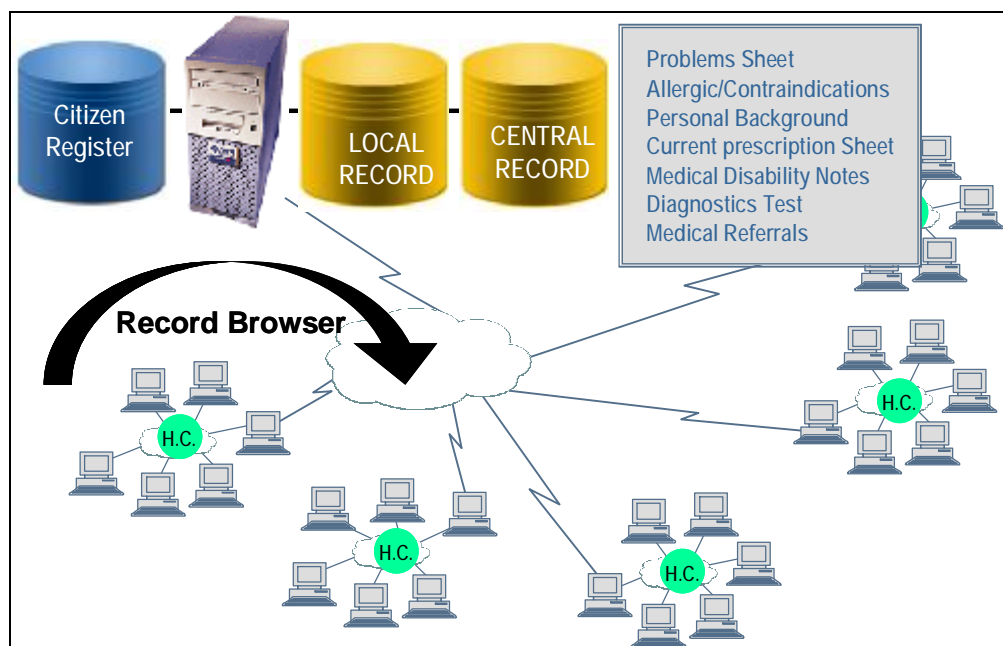 Citizen
Register
LOCAL
RECORD
CENTRAL
RECORD
Problems Sheet
Allergic/Contraindications
Personal Background
Current prescription Sheet
Medical Disability Notes
Diagnostics Test
Medical Referrals
Record Browser
H.C.
H.C.
H.C.
H.C.